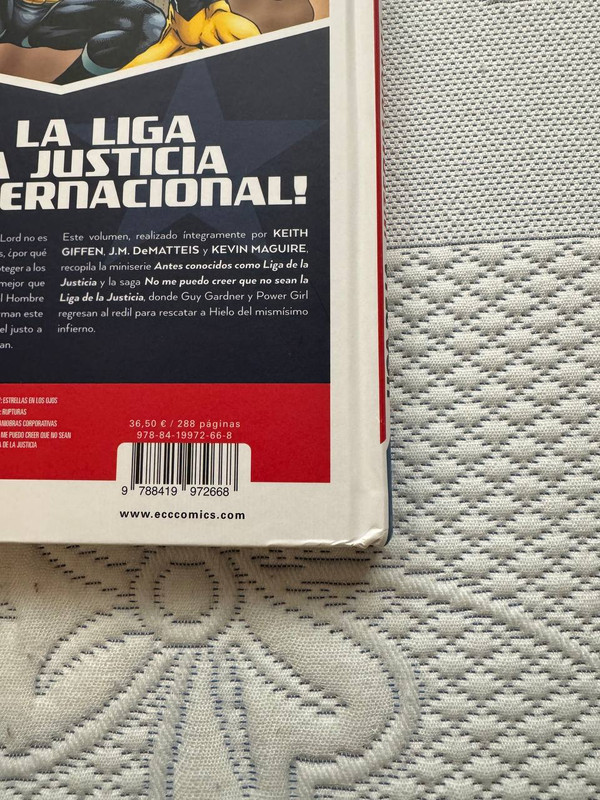 LA LIGA
A JUSTICIA
ERNACIONAL!
Lord no es
s, ¿por qué
oteger a los
mejor que
l Hombre
rman este
el justo a
an.
Este volumen, realizado íntegramente por KEITH
GIFFEN, J.M. DeMATTEIS y KEVIN MAGUIRE,
recopila la miniserie Antes conocidos como Liga de la
Justicia y la saga No me puedo creer que no sean la
Liga de la Justicia, donde Guy Gardner y Power Girl
regresan al redil para rescatar a Hielo del mismísimo
infierno.
: ESTRELLAS EN LOS OJOS
: RUPTURAS
ANIOBRAS CORPORATIVAS
ME PUEDO CREER QUE NO SEAN
A DE LA JUSTICIA
36,50 € / 288 páginas
978-84-19972-66-8
9 788419 972668
www.ecccomics.com